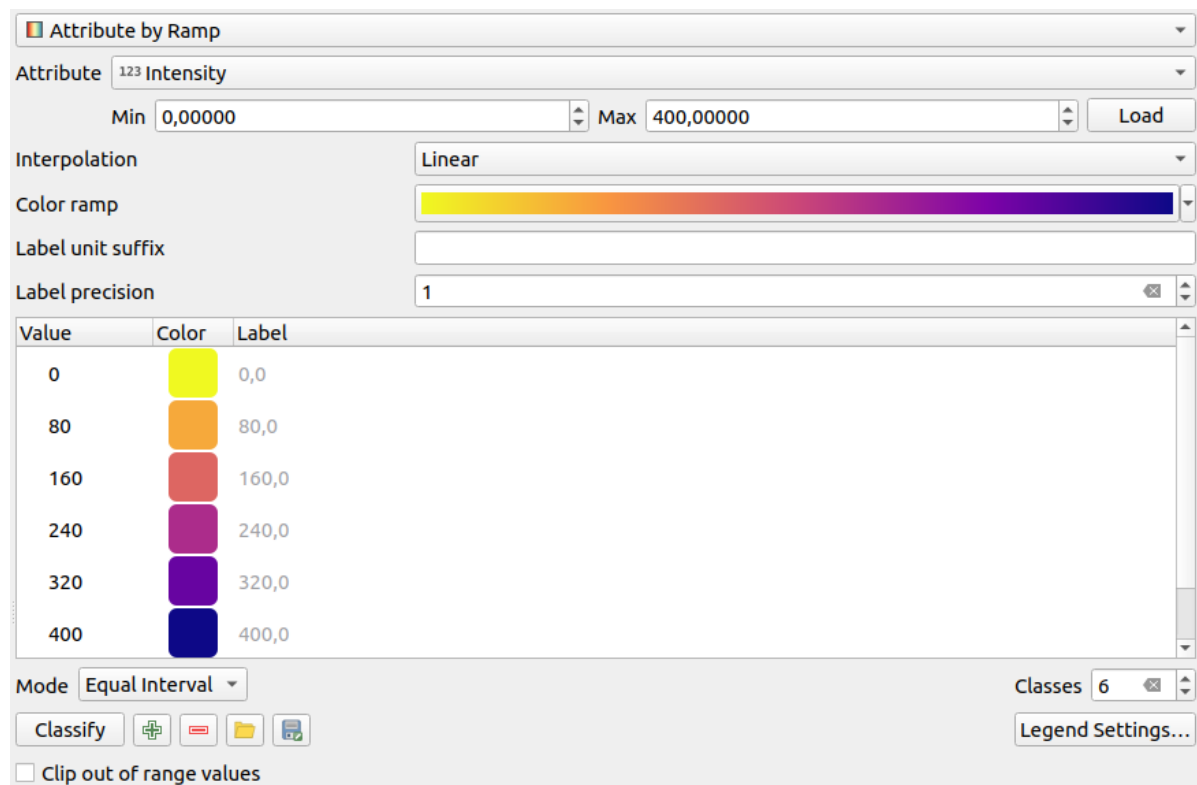 Attribute by Ramp
Attribute 123 Intensity
Min 0,00000 Max 400,00000 Load
Interpolation Linear
Color ramp
Label unit suffix
Label precision 1
Value Color Label
0 0,0
80 80,0
160 160,0
240 240,0
320 320,0
400 400,0
Mode Equal Interval Classes 6
Classify Legend Settings...
Clip out of range values